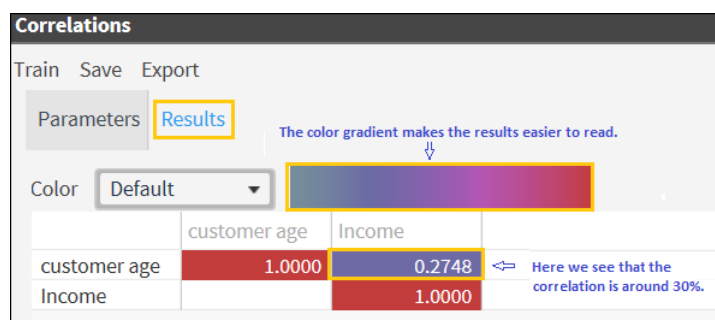 Correlations
Train Save Export
Parameters Results
The color gradient makes the results easier to read.
Color Default
customer age Income
customer age 1.0000 0.2748
Here we see that the
correlation is around 30%.
Income 1.0000